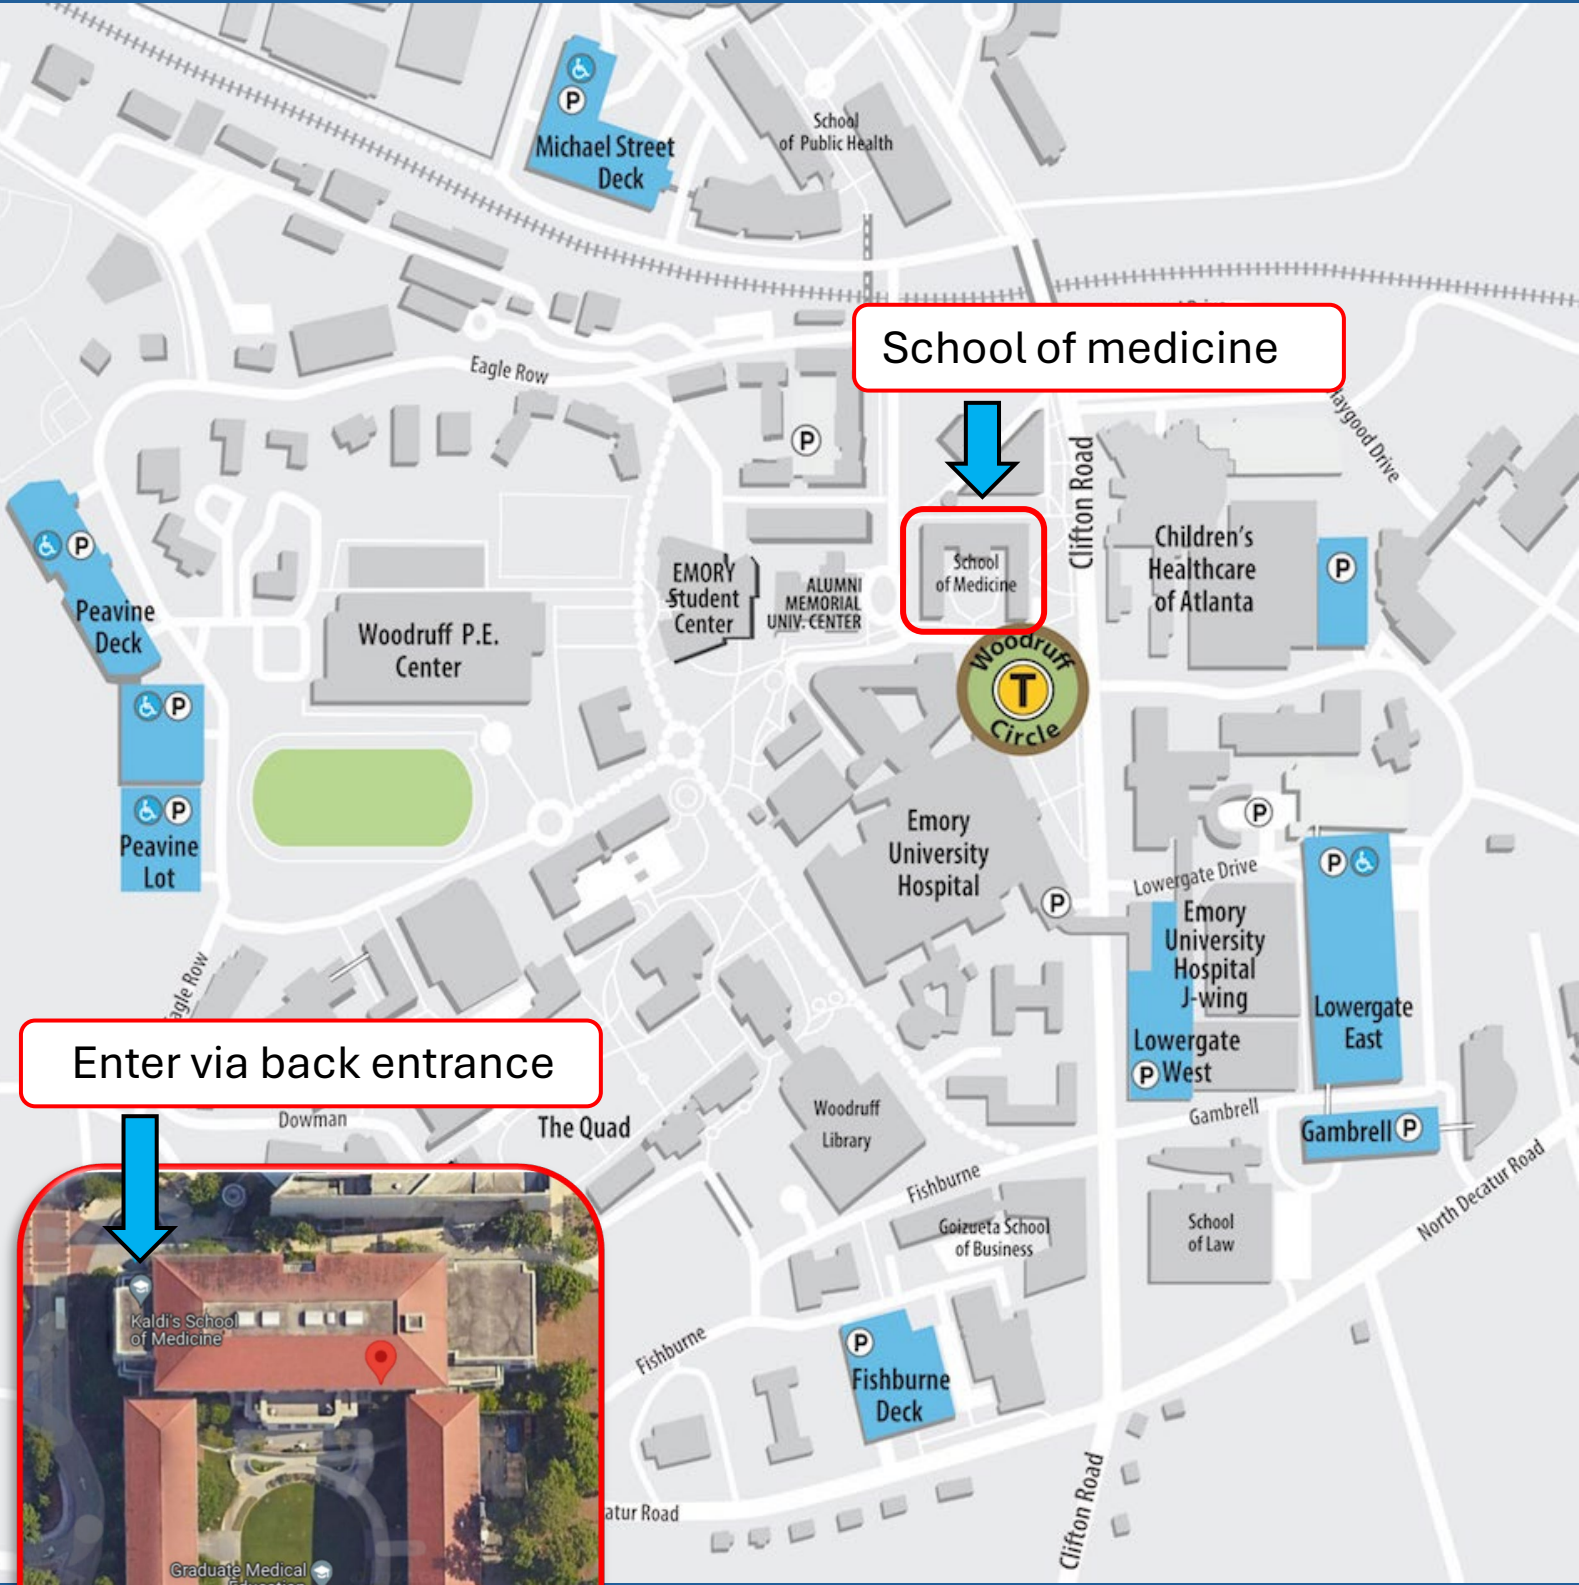 P
Michael Street
Deck
School
of Public Health
School of medicine
Eagle Row
Haygood Drive
P
Clifton Road
P
Peavine
Deck
Woodruff P.E.
Center
EMORY
Student
Center
ALUMNI
MEMORIAL
UNIV. CENTER
School
of Medicine
Children's
Healthcare
of Atlanta
P
Woodruff
T
Circle
P
P
Peavine
Lot
Emory
University
Hospital
P
P
Lowergate Drive
P
Emory
University
Hospital
J-wing
Lowergate
East
Lowergate
P West
Eagle Row
Enter via back entrance
Dowman
The Quad
Woodruff
Library
Gambrell
Gambrell P
Fishburne
North Decatur Road
Goizueta School
of Business
School
of Law
Kaldi's School
of Medicine
Fishburne
P
Fishburne
Deck
atur Road
Clifton Road
Graduate Medical
Education